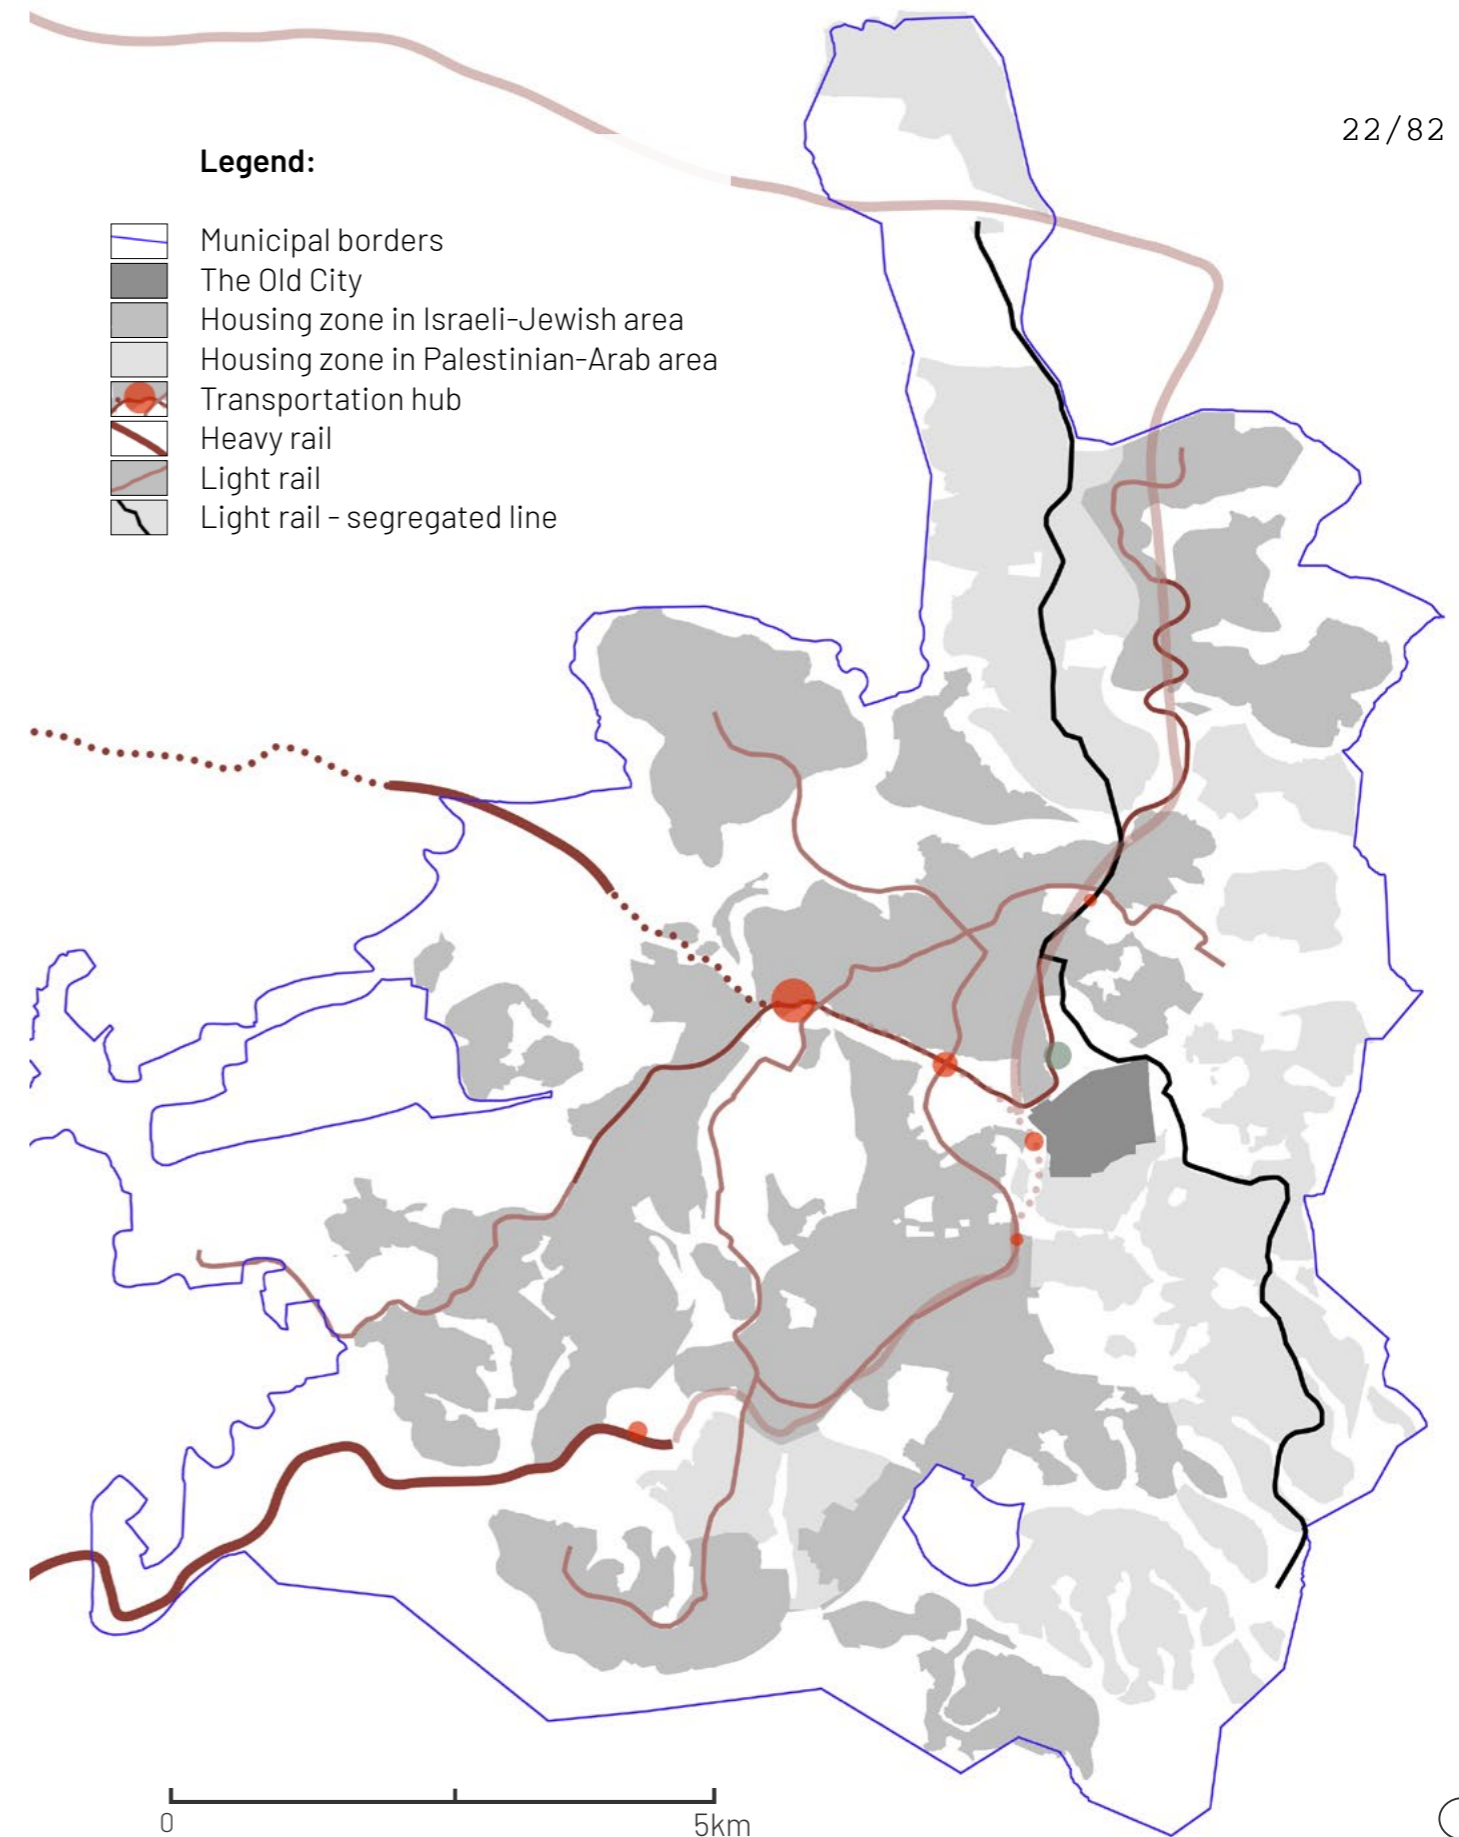 22/82
Legend:
Municipal borders
The Old City
Housing zone in Israeli-Jewish area
Housing zone in Palestinian-Arab area
Transportation hub
Heavy rail
Light rail
Light rail - segregated line
0 5km